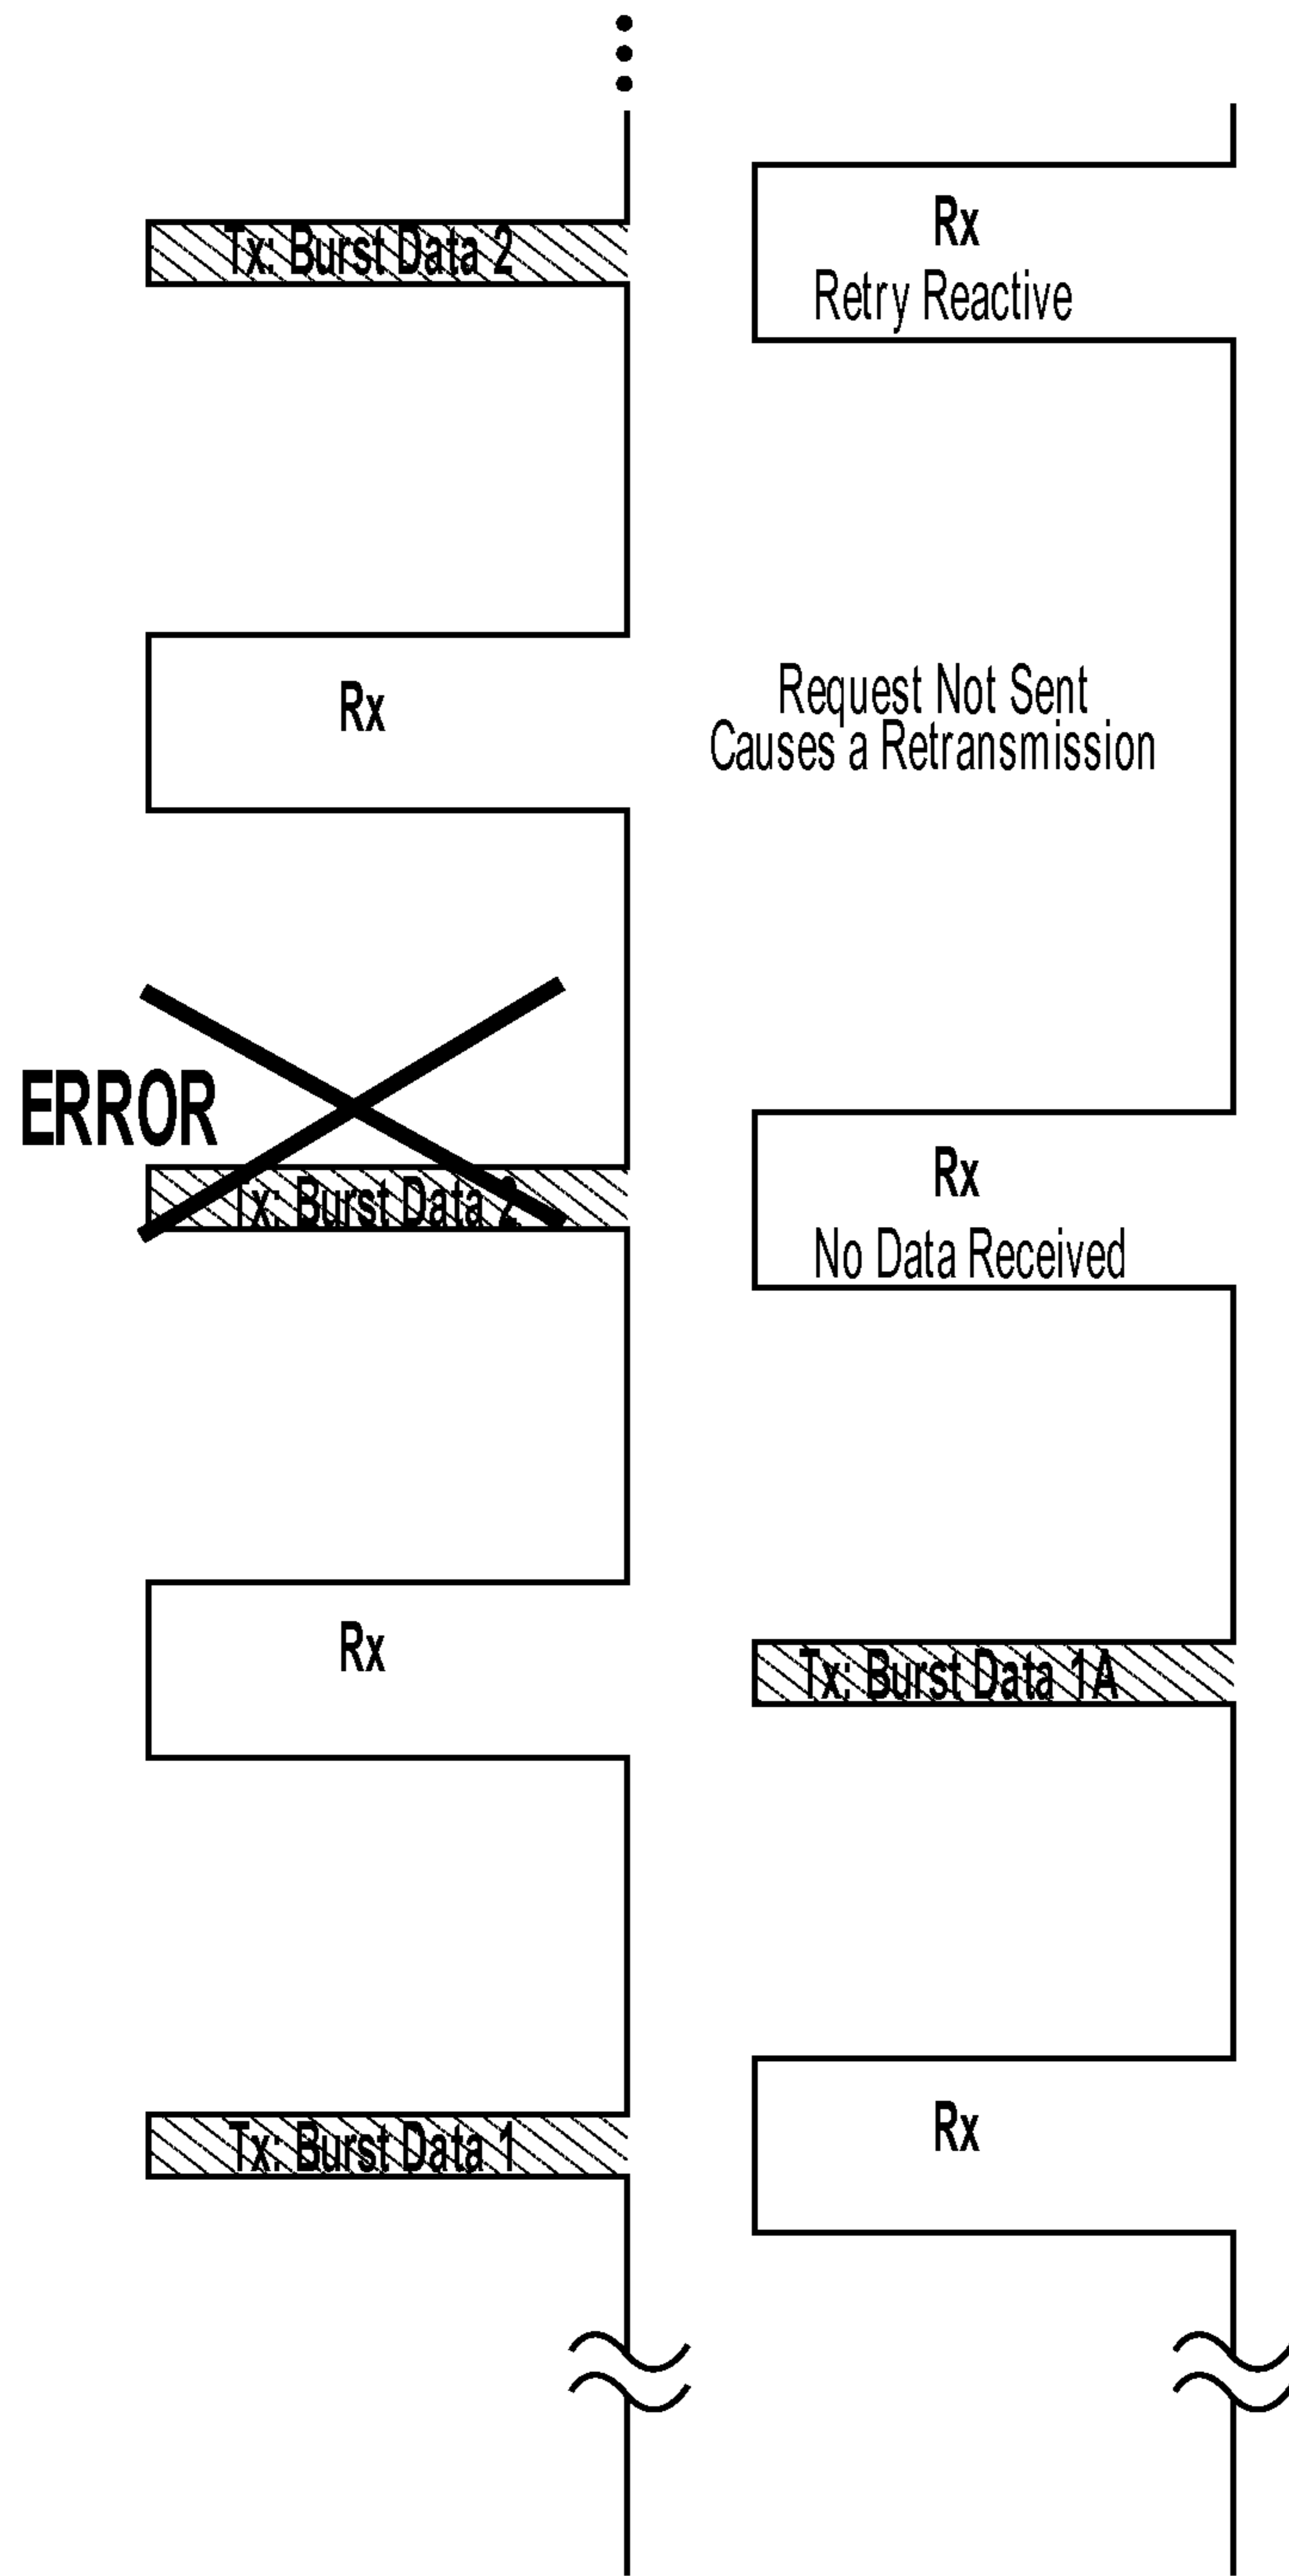 Tx: Burst Data 2
Rx
Retry Reactive
Rx
Request Not Sent
Causes a Retransmission
ERROR
Tx: Burst Data 2
Rx
No Data Received
Rx
Tx: Burst Data 1A
Tx: Burst Data 1
Rx